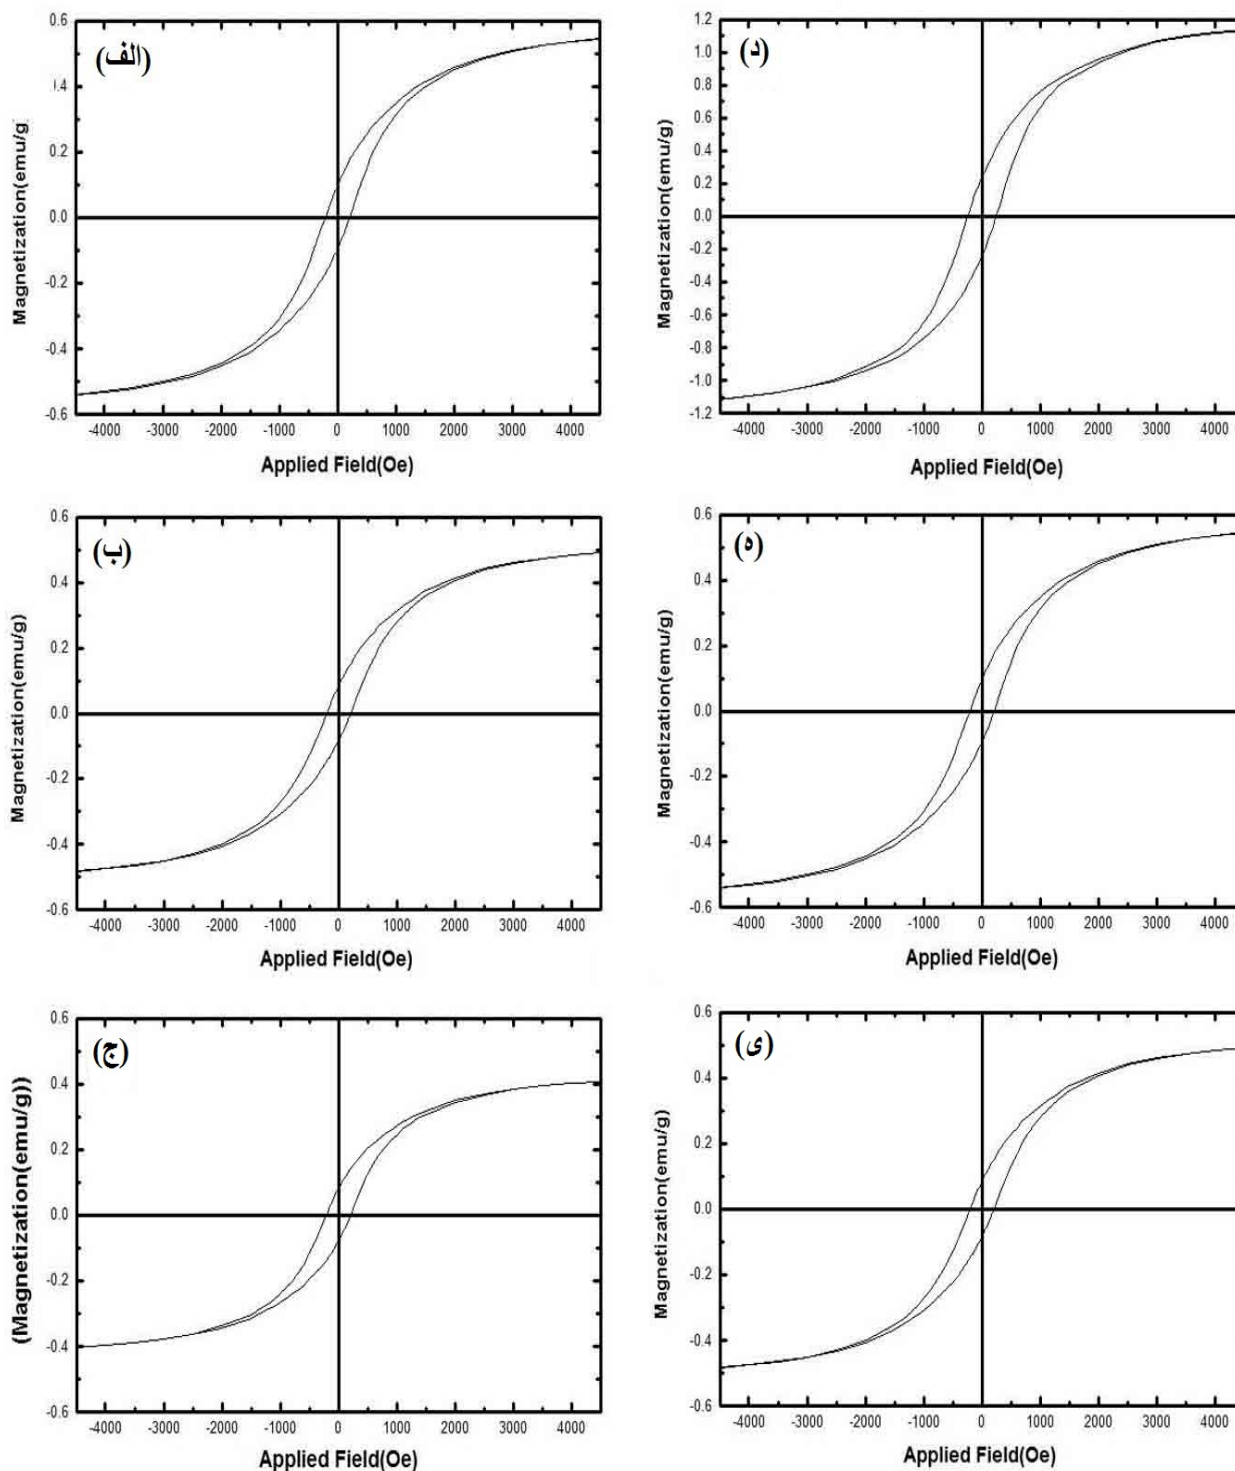 (الف)
0.6
1.4
0.2
0.0
-0.2
-0.4
-0.6
-4000 -3000 -2000 -1000 0 1000 2000 3000 4000
Magnetization(emu/g
Applied Field(Oe)
(د)
1.2
1.0
0.8
0.6
0.4
0.2
0.0
-0.2
-0.4
-0.6
-0.8
-1.0
-1.2
-4000 -3000 -2000 -1000 0 1000 2000 3000 4000
Magnetization(emu/g)
Applied Field(Oe)
(ب)
0.6
0.4
0.2
0.0
-0.2
-0.4
-0.6
-4000 -3000 -2000 -1000 0 1000 2000 3000 4000
Magnetization(emu/g)
Applied Field(Oe)
(ه)
0.6
0.4
0.2
0.0
-0.2
-0.4
-0.6
-4000 -3000 -2000 -1000 0 1000 2000 3000 4000
Magnetization(emu/g)
Applied Field(Oe)
(ج)
0.6
0.4
0.2
0.0
-0.2
-0.4
-0.6
-4000 -3000 -2000 -1000 0 1000 2000 3000 4000
(Magnetization(emu/g))
Applied Field(Oe)
(ی)
0.6
0.4
0.2
0.0
-0.2
-0.4
-0.6
-4000 -3000 -2000 -1000 0 1000 2000 3000 4000
Magnetization(emu/g)
Applied Field(Oe)